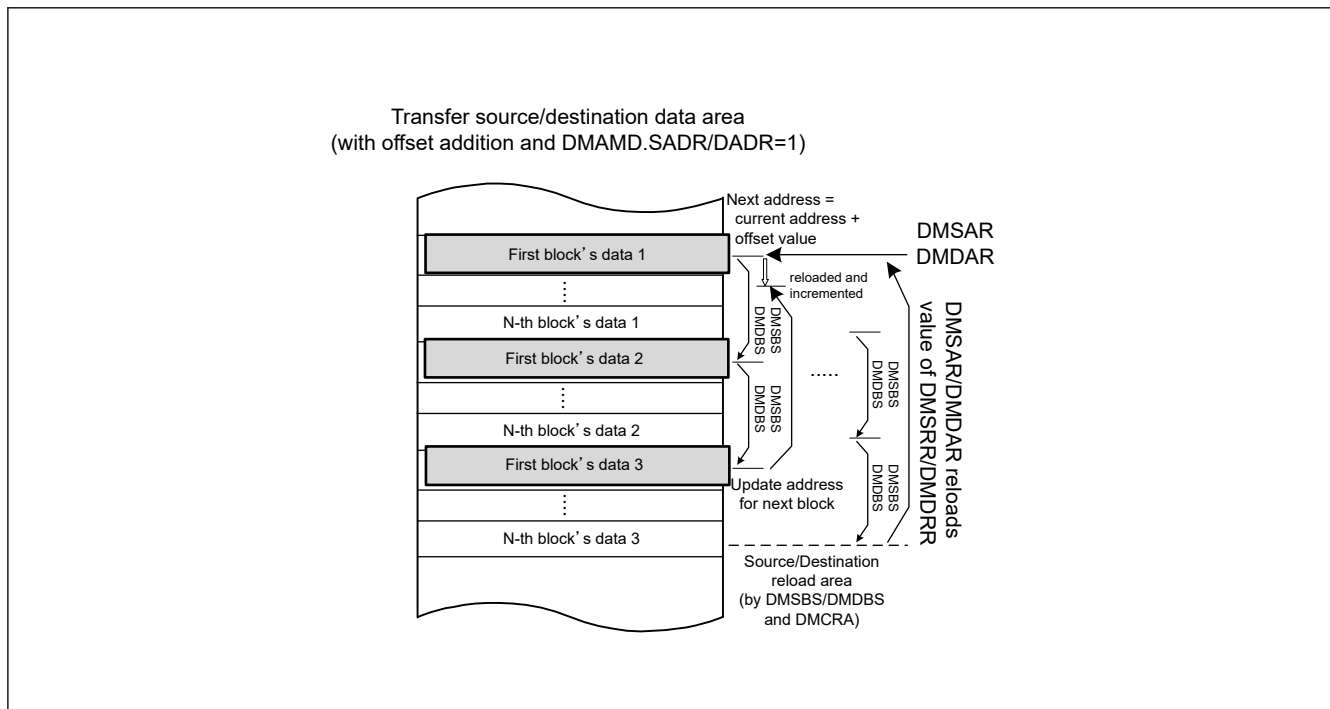 Transfer source/destination data area
(with offset addition and DMAMD.SADR/DADR=1)
Next address =
current address +
offset value
DMSAR
DMDAR
First block's data 1
reloaded and
incremented
⋮
N-th block's data 1
DMSBS
DMDBS
First block's data 2
.....
DMSBS
DMDBS
⋮
DMSBS
DMDBS
N-th block's data 2
First block's data 3
DMSBS
DMDBS
Update address
for next block
⋮
N-th block's data 3
DMSAR/DMDAR reloads
value of DMSRR/DMDRR
Source/Destination
reload area
(by DMSBS/DMDBS
and DMCRA)